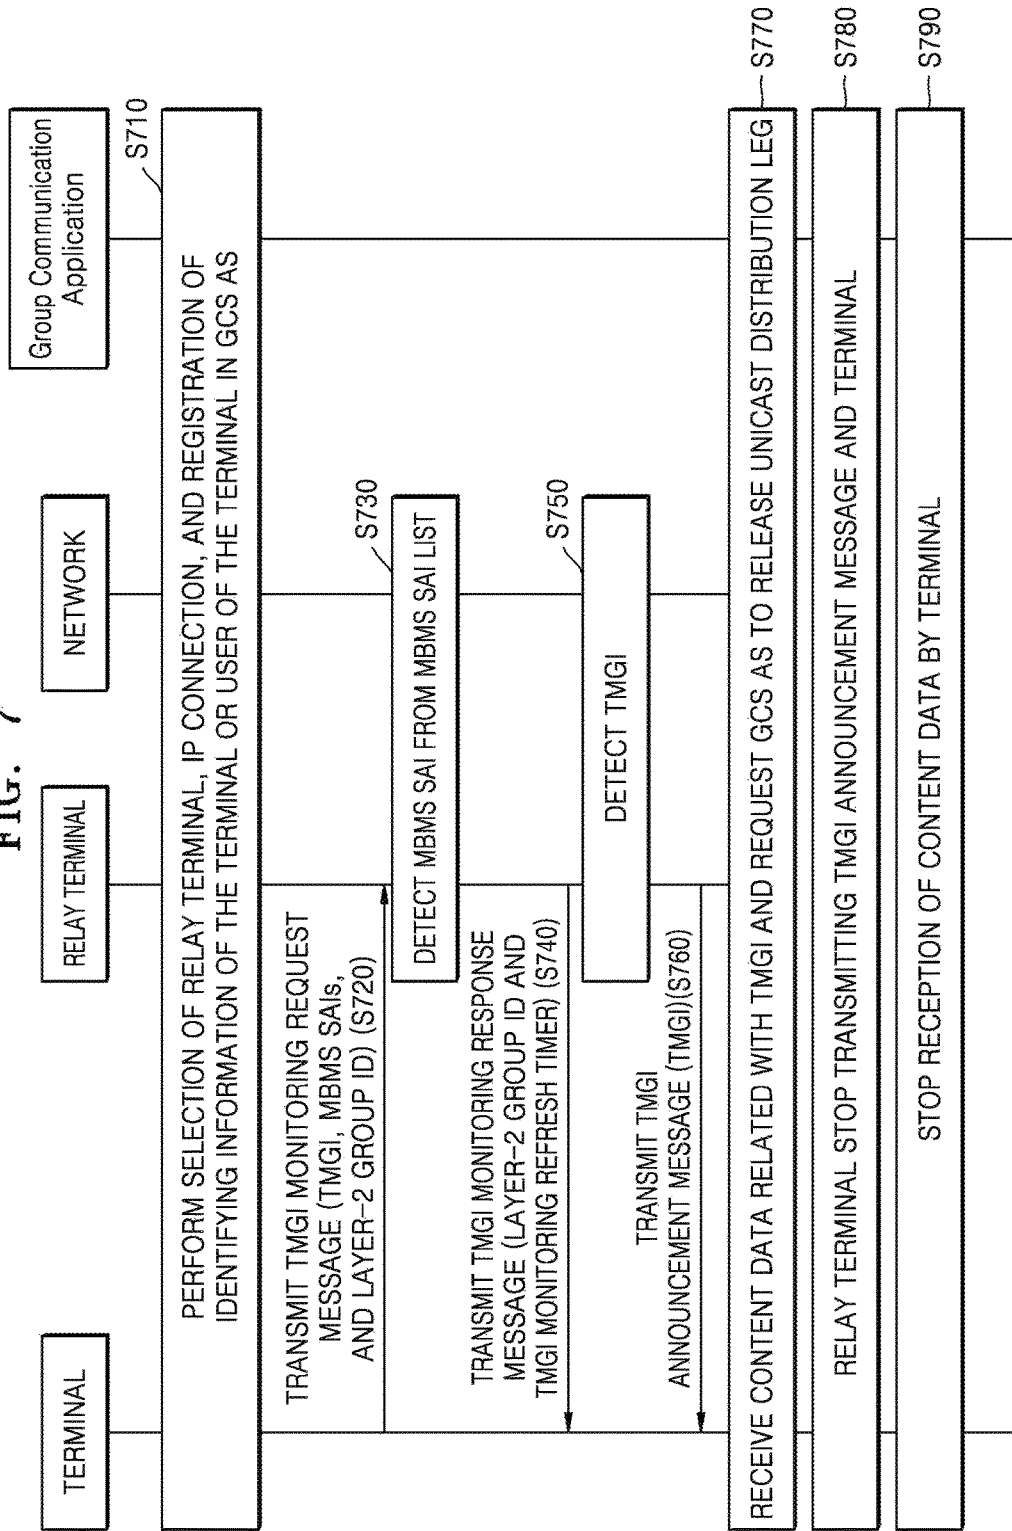 FIG. 7
TERMINAL
RELAY TERMINAL
NETWORK
Group Communication
Application
S710
PERFORM SELECTION OF RELAY TERMINAL, IP CONNECTION, AND REGISTRATION OF
IDENTIFYING INFORMATION OF THE TERMINAL OR USER OF THE TERMINAL IN GCS AS
TRANSMIT TMGI MONITORING REQUEST
MESSAGE (TMGI, MBMS SAIs,
AND LAYER-2 GROUP ID) (S720)
S730
DETECT MBMS SAI FROM MBMS SAI LIST
TRANSMIT TMGI MONITORING RESPONSE
MESSAGE (LAYER-2 GROUP ID AND
TMGI MONITORING REFRESH TIMER) (S740)
S750
DETECT TMGI
TRANSMIT TMGI
ANNOUNCEMENT MESSAGE (TMGI)(S760)
RECEIVE CONTENT DATA RELATED WITH TMGI AND REQUEST GCS AS TO RELEASE UNICAST DISTRIBUTION LEG
S770
RELAY TERMINAL STOP TRANSMITTING TMGI ANNOUNCEMENT MESSAGE AND TERMINAL
S780
STOP RECEPTION OF CONTENT DATA BY TERMINAL
S790